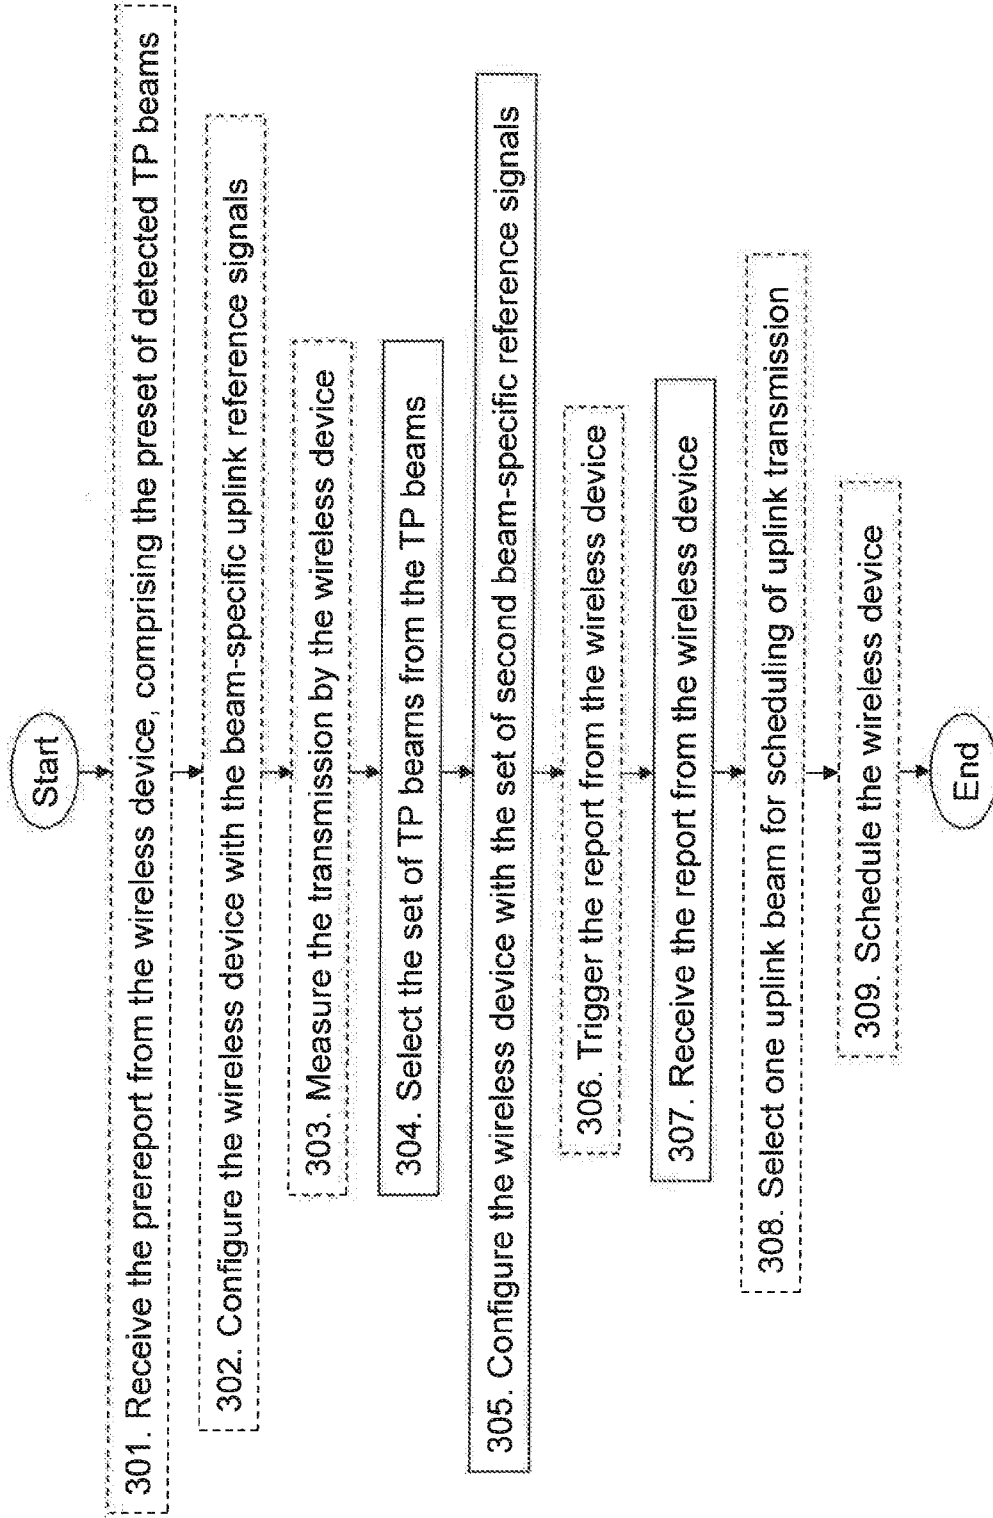 Start
301. Receive the prereport from the wireless device, comprising the preset of detected TP beams
302. Configure the wireless device with the beam-specific uplink reference signals
303. Measure the transmission by the wireless device
304. Select the set of TP beams from the TP beams
305. Configure the wireless device with the set of second beam-specific reference signals
306. Trigger the report from the wireless device
307. Receive the report from the wireless device
308. Select one uplink beam for scheduling of uplink transmission
309. Schedule the wireless device
End